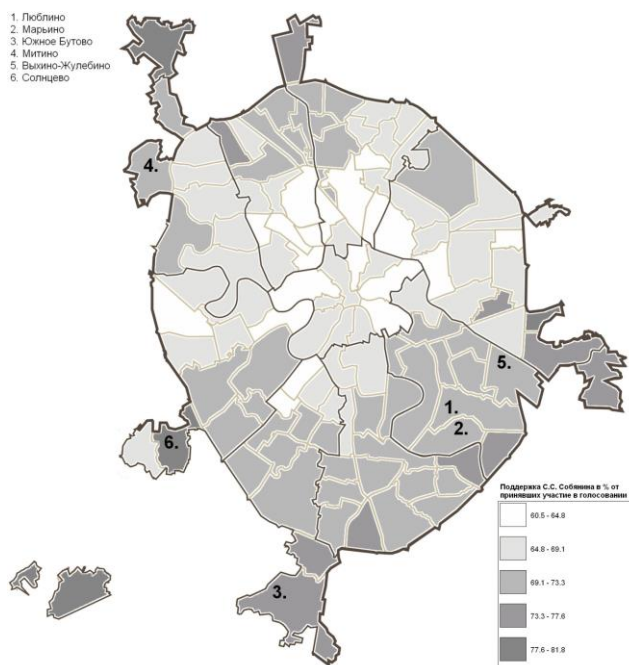 1. Люблино
2. Марьино
3. Южное Бутово
4. Митино
5. Выхино-Жулебино
6. Солнцево
4.
5.
1.
2.
6.
3.
Поддержка С.С. Собянина в % от
принявших участие в голосовании
60.5 - 64.8
64.8 - 69.1
69.1 - 73.3
73.3 - 77.6
77.6 - 81.8